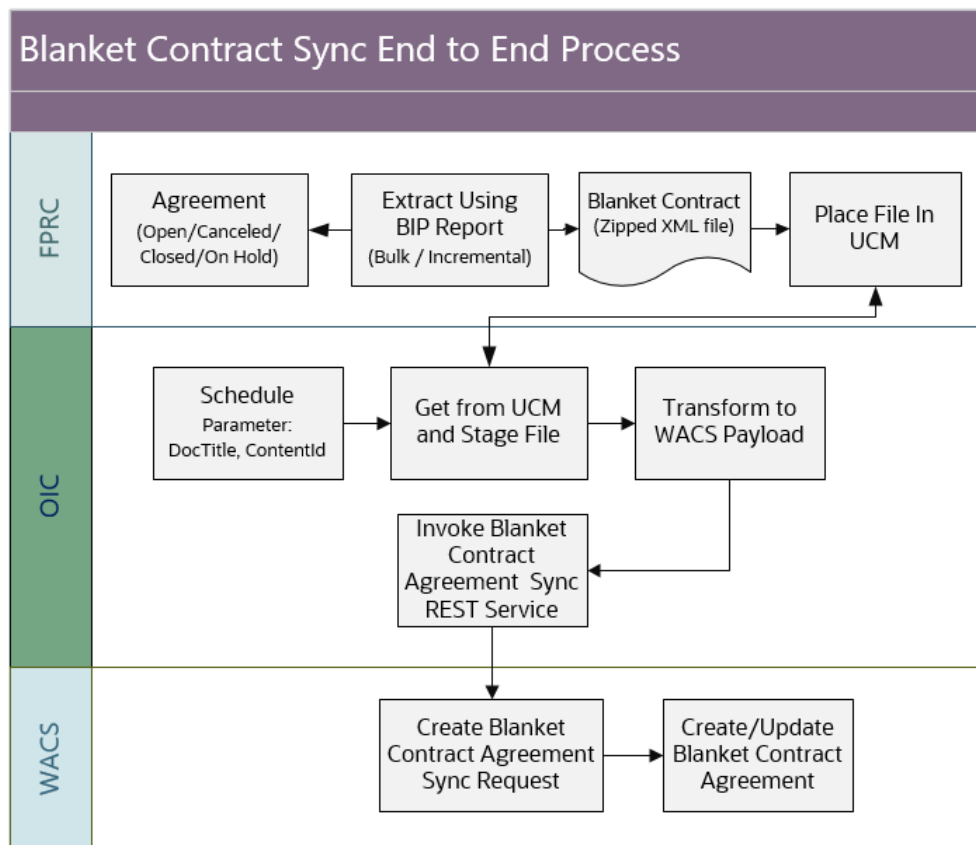 Blanket Contract Sync End to End Process
FPRC
Agreement
(Open/Canceled/
Closed/On Hold)
Extract Using
BIP Report
(Bulk / Incremental)
Blanket Contract
(Zipped XML file)
Place File In
UCM
OIC
Schedule
Parameter:
DocTitle, ContentId
Get from UCM
and Stage File
Transform to
WACS Payload
Invoke Blanket
Contract
Agreement  Sync
REST Service
WACS
Create Blanket
Contract Agreement
Sync Request
Create/Update
Blanket Contract
Agreement